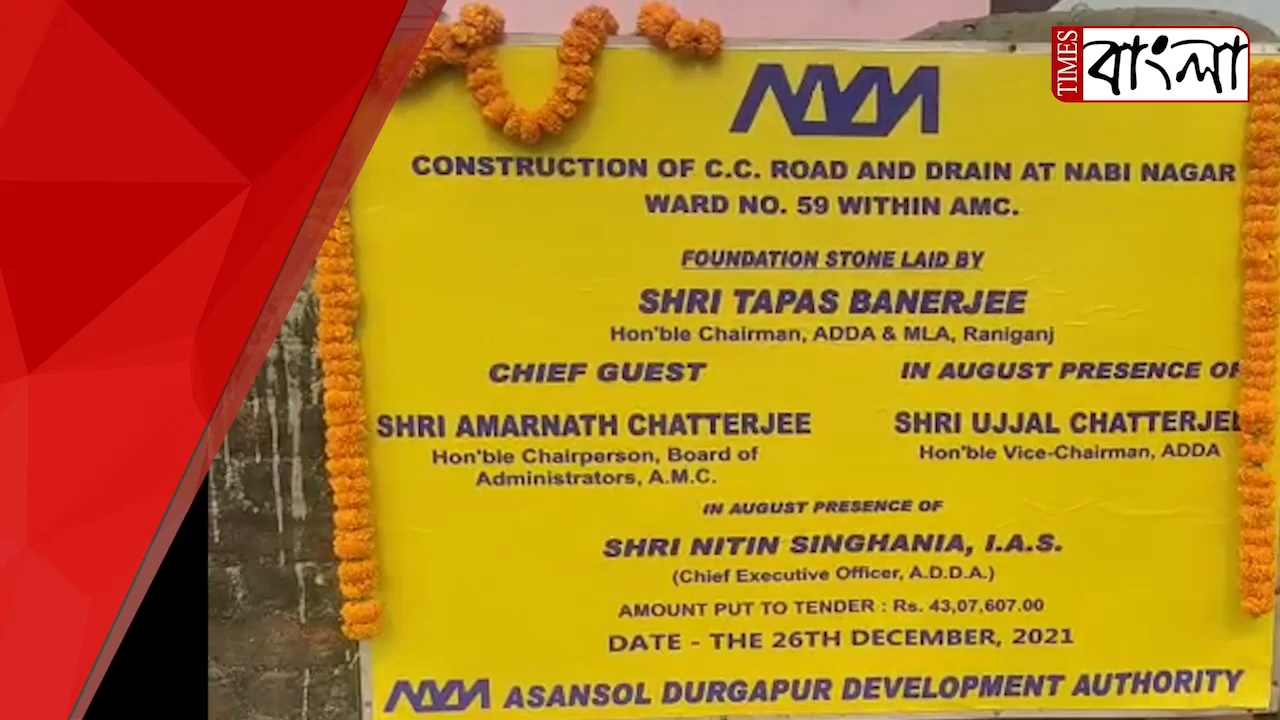 TIMES বাংলা
CONSTRUCTION OF C.C. ROAD AND DRAIN AT NABI NAGAR
WARD NO. 59 WITHIN AMC.
FOUNDATION STONE LAID BY
SHRI TAPAS BANERJEE
Hon'ble Chairman, ADDA & MLA, Raniganj
CHIEF GUEST
SHRI AMARNATH CHATTERJEE
Hon'ble Chairperson, Board of
Administrators, A.M.C.
IN AUGUST PRESENCE OF
SHRI UJJAL CHATTERJEE
Hon'ble Vice-Chairman, ADDA
IN AUGUST PRESENCE OF
SHRI NITIN SINGHANIA, I.A.S.
(Chief Executive Officer, A.D.D.A.)
AMOUNT PUT TO TENDER : Rs. 43,07,607.00
DATE - THE 26TH DECEMBER, 2021
ASANSOL DURGAPUR DEVELOPMENT AUTHORITY